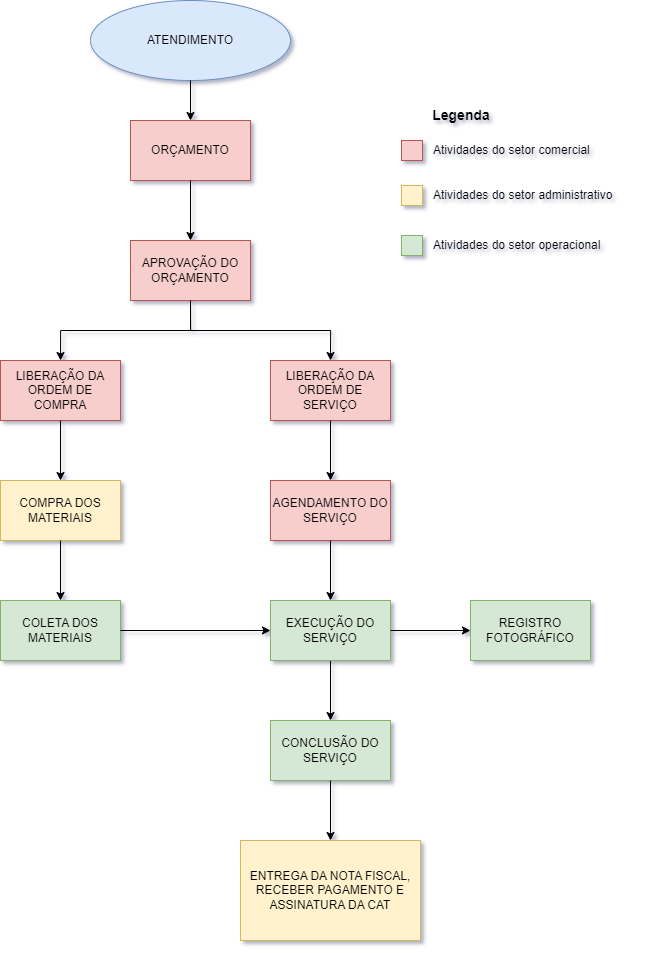 ATENDIMENTO
Legenda
ORÇAMENTO
Atividades do setor comercial
Atividades do setor administrativo
Atividades do setor operacional
APROVAÇÃO DO
ORÇAMENTO
LIBERAÇÃO DA
ORDEM DE
COMPRA
LIBERAÇÃO DA
ORDEM DE
SERVIÇO
COMPRA DOS
MATERIAIS
AGENDAMENTO DO
SERVIÇO
COLETA DOS
MATERIAIS
EXECUÇÃO DO
SERVIÇO
REGISTRO
FOTOGRÁFICO
CONCLUSÃO DO
SERVIÇO
ENTREGA DA NOTA FISCAL,
RECEBER PAGAMENTO E
ASSINATURA DA CAT